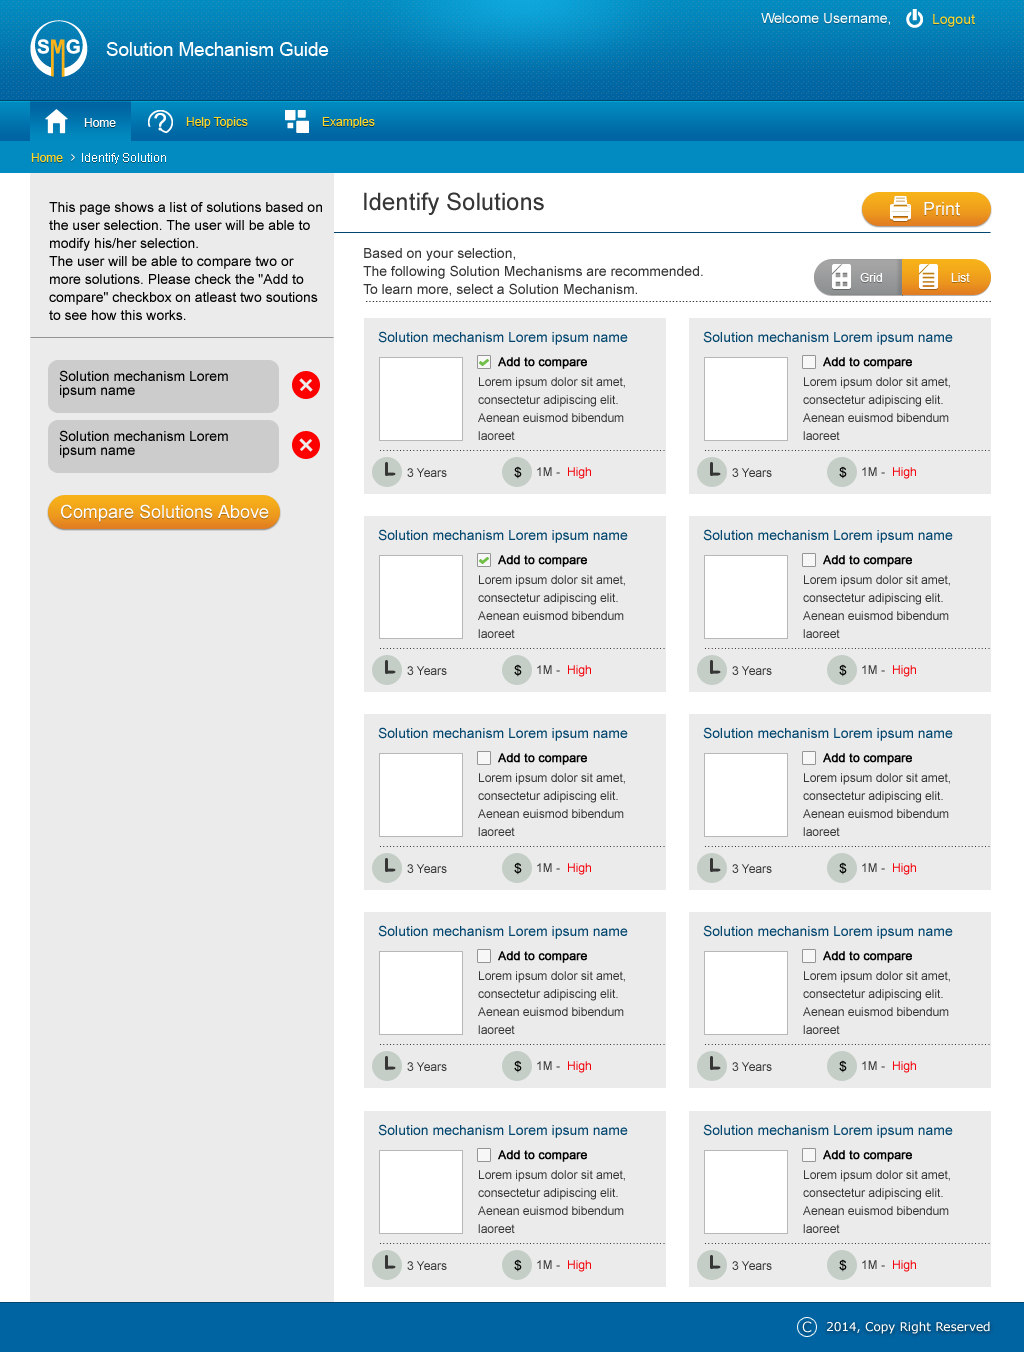 Welcome Username,
Logout
SMG
Solution Mechanism Guide
Home
Help Topics
Examples
Home > Identify Solution
This page shows a list of solutions based on
the user selection. The user will be able to
modify his/her selection.
The user will be able to compare two or
more solutions. Please check the "Add to
compare" checkbox on atleast two soutions
to see how this works.
Solution mechanism Lorem
ipsum name
Solution mechanism Lorem
ipsum name
Compare Solutions Above
Identify Solutions
Print
Based on your selection,
The following Solution Mechanisms are recommended.
To learn more, select a Solution Mechanism.
Grid
List
Solution mechanism Lorem ipsum name
Add to compare
Lorem ipsum dolor sit amet,
consectetur adipiscing elit.
Aenean euismod bibendum
laoreet
3 Years
$ 1M - High
Solution mechanism Lorem ipsum name
Add to compare
Lorem ipsum dolor sit amet,
consectetur adipiscing elit.
Aenean euismod bibendum
laoreet
3 Years
$ 1M - High
Solution mechanism Lorem ipsum name
Add to compare
Lorem ipsum dolor sit amet,
consectetur adipiscing elit.
Aenean euismod bibendum
laoreet
3 Years
$ 1M - High
Solution mechanism Lorem ipsum name
Add to compare
Lorem ipsum dolor sit amet,
consectetur adipiscing elit.
Aenean euismod bibendum
laoreet
3 Years
$ 1M - High
Solution mechanism Lorem ipsum name
Add to compare
Lorem ipsum dolor sit amet,
consectetur adipiscing elit.
Aenean euismod bibendum
laoreet
3 Years
$ 1M - High
Solution mechanism Lorem ipsum name
Add to compare
Lorem ipsum dolor sit amet,
consectetur adipiscing elit.
Aenean euismod bibendum
laoreet
3 Years
$ 1M - High
Solution mechanism Lorem ipsum name
Add to compare
Lorem ipsum dolor sit amet,
consectetur adipiscing elit.
Aenean euismod bibendum
laoreet
3 Years
$ 1M - High
Solution mechanism Lorem ipsum name
Add to compare
Lorem ipsum dolor sit amet,
consectetur adipiscing elit.
Aenean euismod bibendum
laoreet
3 Years
$ 1M - High
Solution mechanism Lorem ipsum name
Add to compare
Lorem ipsum dolor sit amet,
consectetur adipiscing elit.
Aenean euismod bibendum
laoreet
3 Years
$ 1M - High
Solution mechanism Lorem ipsum name
Add to compare
Lorem ipsum dolor sit amet,
consectetur adipiscing elit.
Aenean euismod bibendum
laoreet
3 Years
$ 1M - High
© 2014, Copy Right Reserved